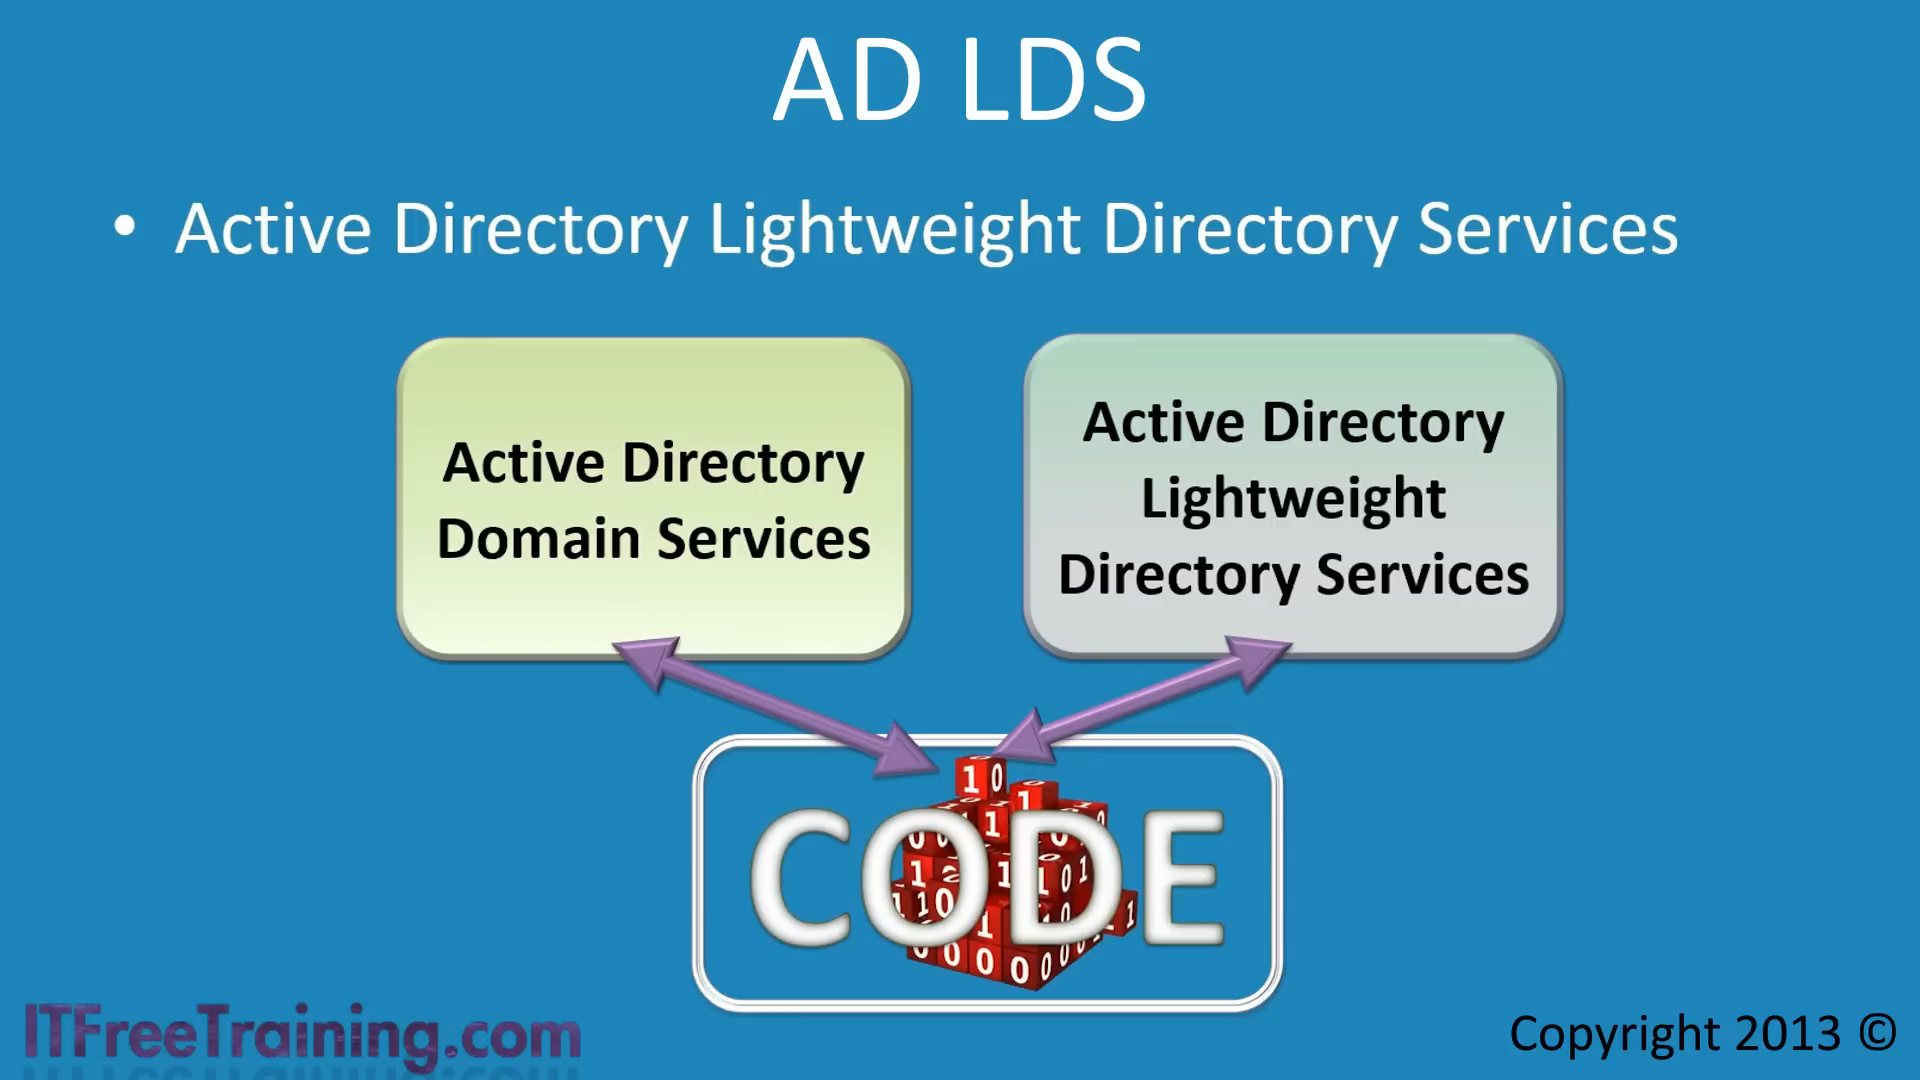 AD LDS
• Active Directory Lightweight Directory Services
Active Directory
Domain Services
Active Directory
Lightweight
Directory Services
CODE
ITFreeTraining.com
Copyright 2013 ©